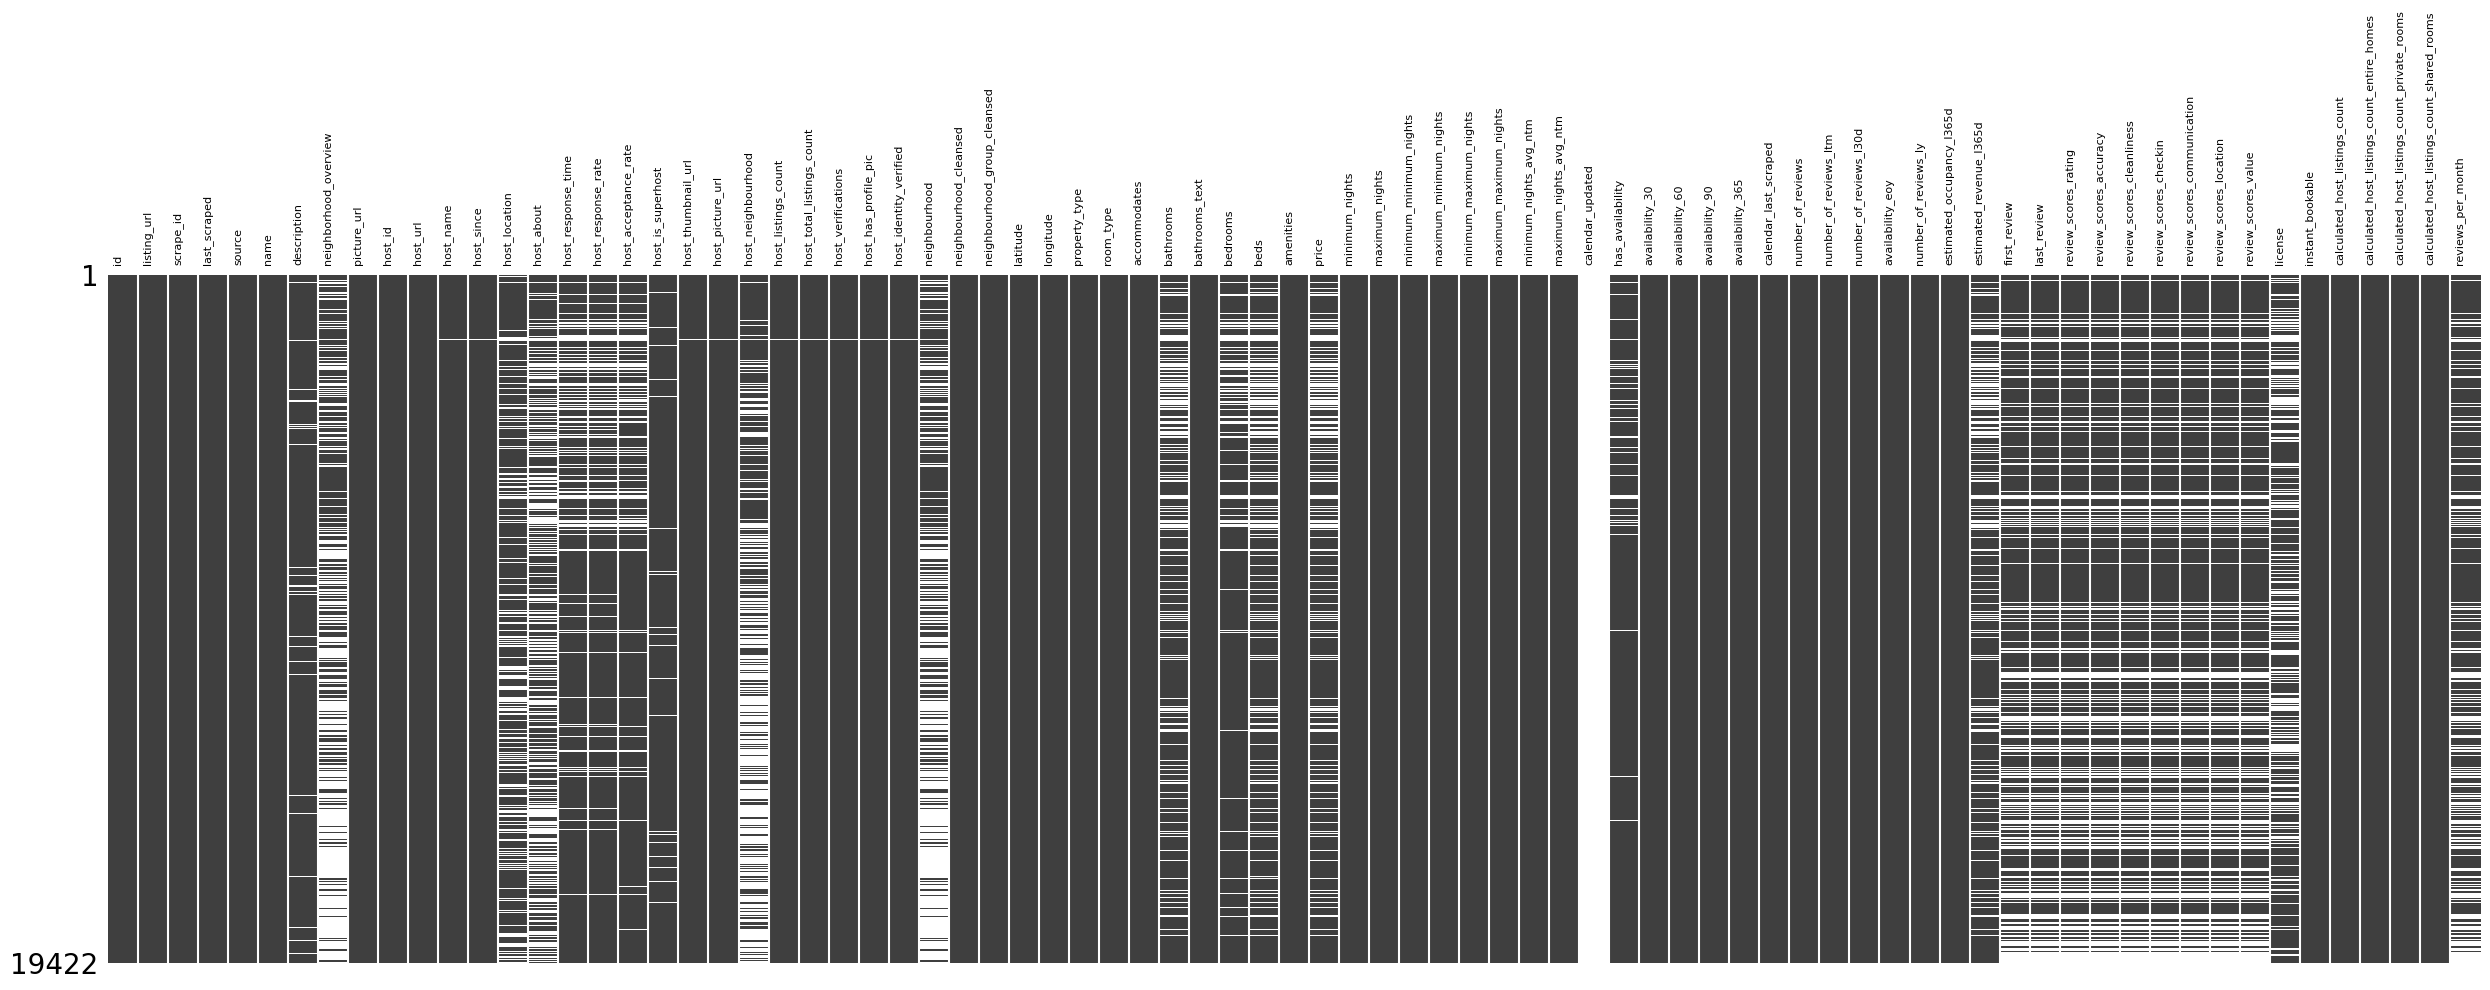 id
listing_url
scrape_id
last_scraped
source
name
description
neighborhood_overview
picture_url
host_id
host_url
host_name
host_since
host_location
host_about
host_response_time
host_response_rate
host_acceptance_rate
host_is_superhost
host_thumbnail_url
host_picture_url
host_neighbourhood
host_listings_count
host_total_listings_count
host_verifications
host_has_profile_pic
host_identity_verified
neighbourhood
neighbourhood_cleansed
neighbourhood_group_cleansed
latitude
longitude
property_type
room_type
accommodates
bathrooms
bathrooms_text
bedrooms
beds
amenities
price
minimum_nights
maximum_nights
minimum_minimum_nights
maximum_minimum_nights
minimum_maximum_nights
maximum_maximum_nights
minimum_nights_avg_ntm
maximum_nights_avg_ntm
calendar_updated
has_availability
availability_30
availability_60
availability_90
availability_365
calendar_last_scraped
number_of_reviews
number_of_reviews_ltm
number_of_reviews_l30d
availability_eoy
number_of_reviews_ly
estimated_occupancy_l365d
estimated_revenue_l365d
first_review
last_review
review_scores_rating
review_scores_accuracy
review_scores_cleanliness
review_scores_checkin
review_scores_communication
review_scores_location
review_scores_value
license
instant_bookable
calculated_host_listings_count
calculated_host_listings_count_entire_homes
calculated_host_listings_count_private_rooms
calculated_host_listings_count_shared_rooms
reviews_per_month
1
19422